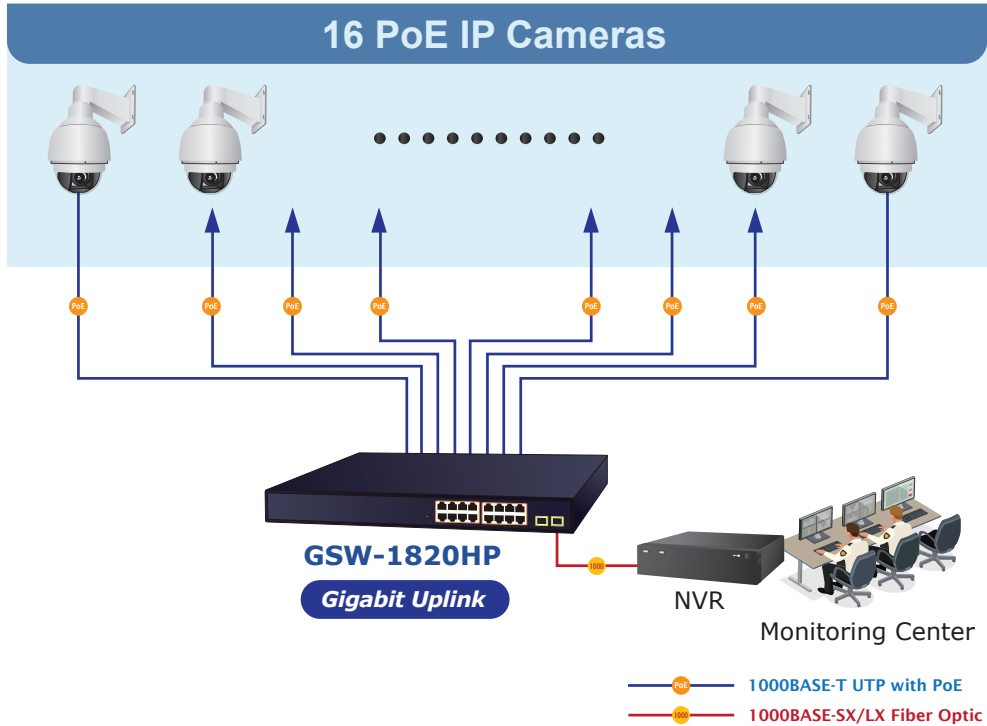 16 PoE IP Cameras
PoE PoE PoE PoE PoE PoE PoE PoE
GSW-1820HP
Gigabit Uplink
1000
NVR
Monitoring Center
PoE 1000BASE-T UTP with PoE
1000 1000BASE-SX/LX Fiber Optic